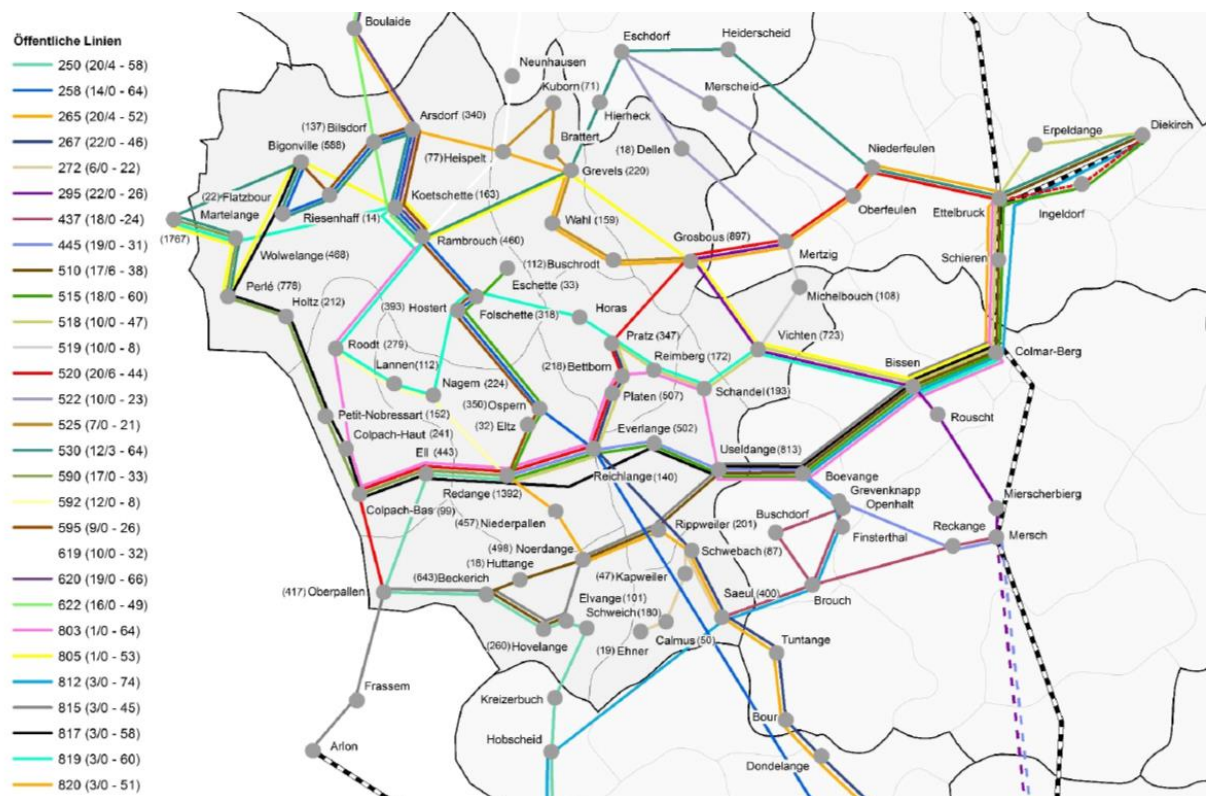 Öffentliche Linien
250 (20/4 - 58)
258 (14/0 - 64)
265 (20/4 - 52)
267 (22/0 - 46)
272 (6/0 - 22)
295 (22/0 - 26)
437 (18/0 -24)
445 (19/0 - 31)
510 (17/6 - 38)
515 (18/0 - 60)
518 (10/0 - 47)
519 (10/0 - 8)
520 (20/6 - 44)
522 (10/0 - 23)
525 (7/0 - 21)
530 (12/3 - 64)
590 (17/0 - 33)
592 (12/0 - 8)
595 (9/0 - 26)
619 (10/0 - 32)
620 (19/0 - 66)
622 (16/0 - 49)
803 (1/0 - 64)
805 (1/0 - 53)
812 (3/0 - 74)
815 (3/0 - 45)
817 (3/0 - 58)
819 (3/0 - 60)
820 (3/0 - 51)
Boulaide
Eschdorf
Heiderscheid
Neunhausen
Kuborn (71)
Merscheid
Hierheck
Arsdorf (340)
(137) Bilsdorf
Brattert
Erpeldange
Diekirch
Bigonville (588)
(77) Heispelt
(18) Dellen
Niederfeulen
Grevels (220)
(22) Flatzbour
Koetschette (163)
Oberfeulen
Ettelbruck
Ingeldorf
Martelange
(1767)
Riesenhaff (14)
Wahl (159)
Rambrouch (460)
Grosbous (897)
Mertzig
Wolwelange (468)
(112) Buschrodt
Schieren
Eschette (33)
Michelbouch (108)
Perlé (778)
Holtz (212)
(393) Hostert
Folschette (318)
Horas
Pratz (347)
Vichten (723)
Colmar-Berg
Roodt (279)
Reimberg (172)
Lannen (112)
(218) Bettborn
Bissen
Nagem (224)
Platen (507)
Schandel (193)
Petit-Nobressart (152)
(350) Ospern
Rouscht
(32) Eltz
Everlange (502)
Colpach-Haut (241)
Useldange (813)
Ell (443)
Redange (1392)
Reichlange (140)
Boevange
Grevenknapp
Openhalt
Mierscherbierg
Colpach-Bas (99)
(457) Niederpallen
Rippweiler (201)
Buschdorf
Finsterthal
Reckange
Mersch
(498) Noerdange
Schwebach (87)
(18) Huttange
(643) Beckerich
(47) Kapweiler
(417) Oberpallen
Elvange (101)
Saeul (400)
Brouch
Schweich (180)
(260) Hovelange
Calmus (50)
(19) Ehner
Tuntange
Frassem
Kreizerbuch
Bour
Arlon
Hobscheid
Dondelange